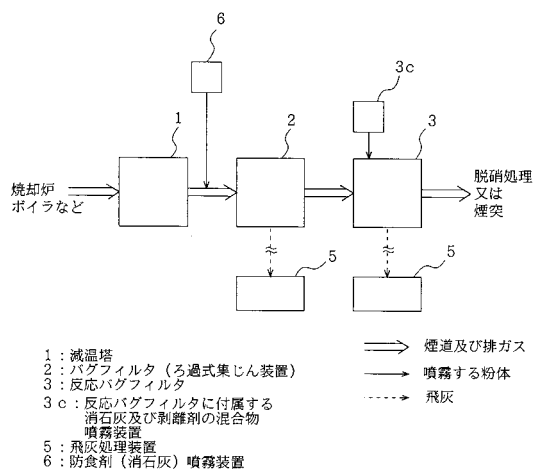 6
3c
1
2
3
焼却炉
ボイラなど
脱硝処理
又は
煙突
5
5
1：減温塔
2：バグフィルタ（ろ過式集じん装置）
3：反応バグフィルタ
3c：反応バグフィルタに付属する
消石灰及び剥離剤の混合物
噴霧装置
5：飛灰処理装置
6：防食剤（消石灰）噴霧装置
煙道及び排ガス
噴霧する粉体
飛灰